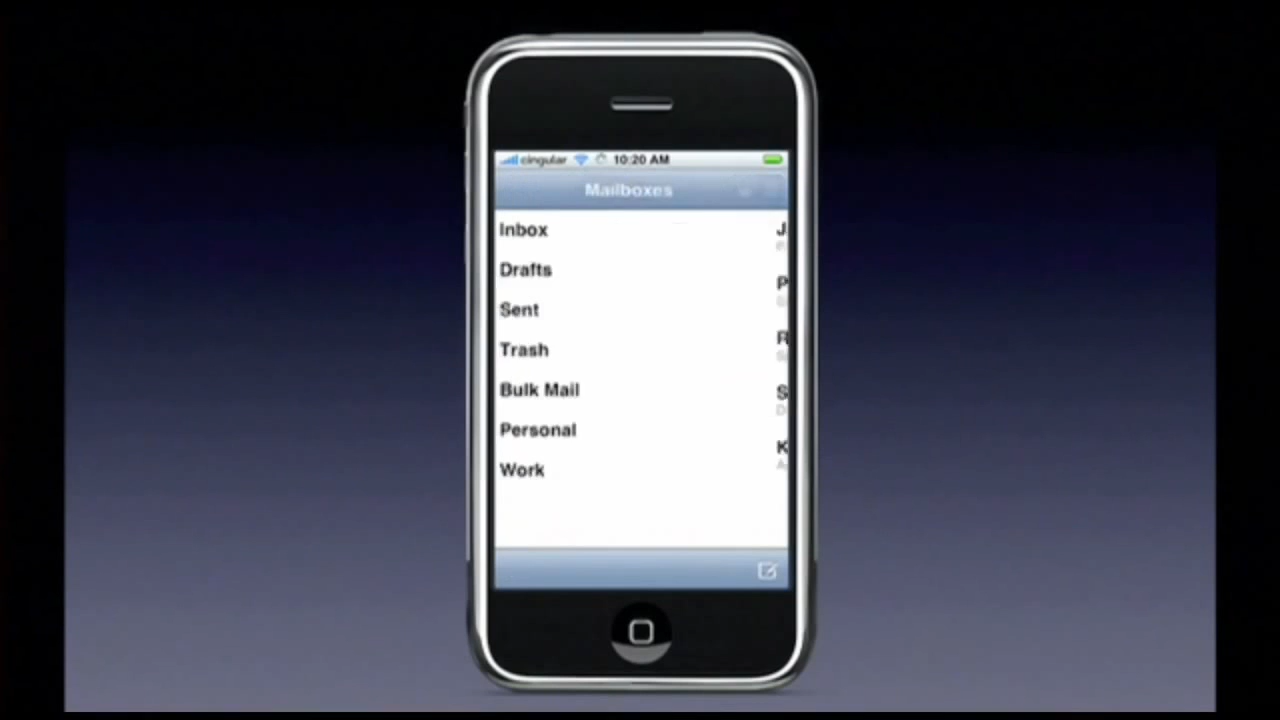 cingular 10:20 AM
Mailboxes
Inbox
J
Drafts
P
Sent
R
Trash
S
Bulk Mail
Personal
K
Work